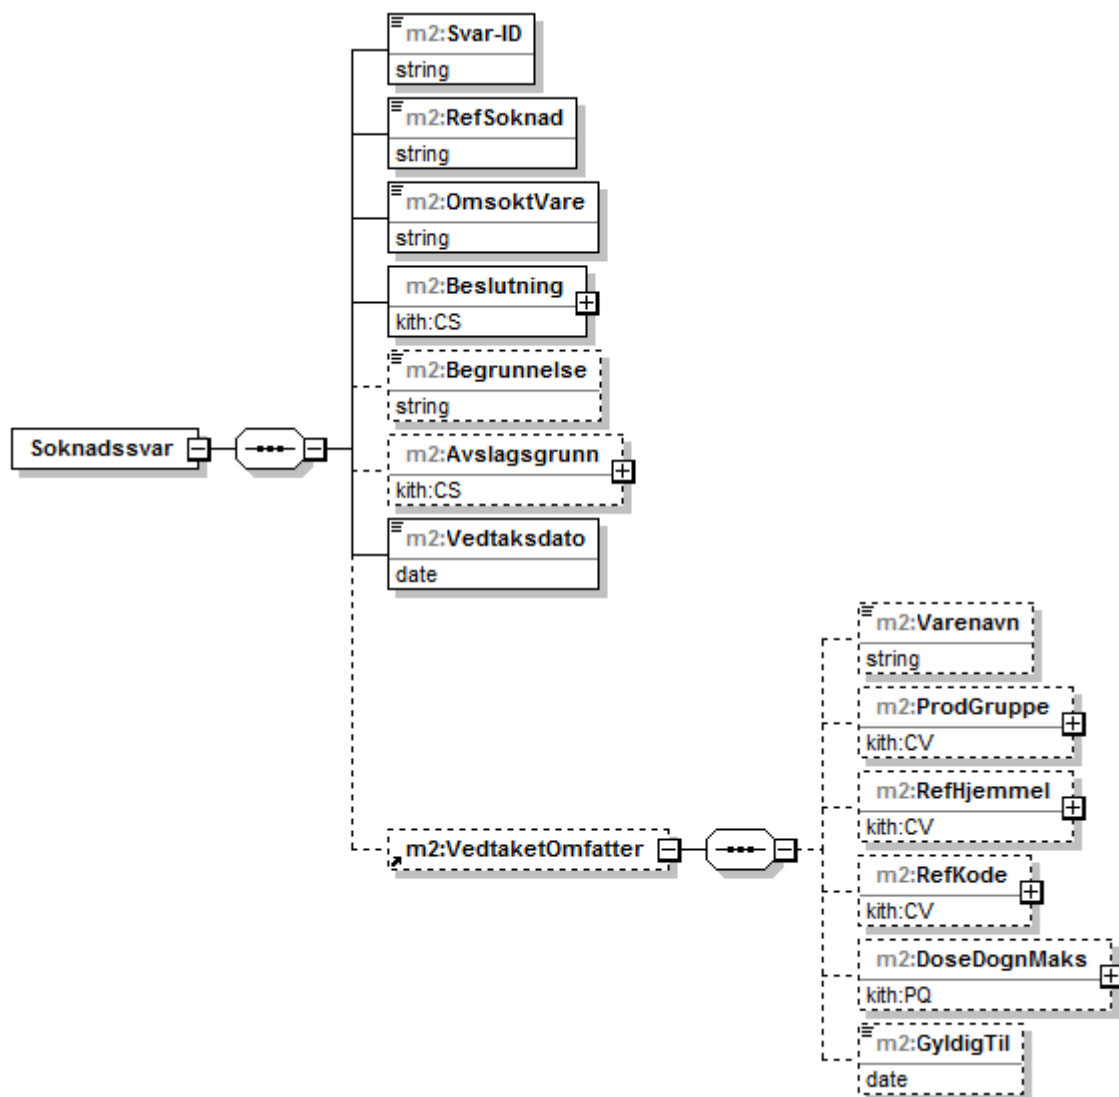 m2:Svar-ID
string
m2:RefSoknad
string
m2:OmsoktVare
string
m2:Beslutning
kith:CS
m2:Begrunnelse
string
Soknadssvar
m2:Avslagsgrunn
kith:CS
m2:Vedtaksdato
date
m2:VedtaketOmfatter
m2:Varenavn
string
m2:ProdGruppe
kith:CV
m2:RefHjemmel
kith:CV
m2:RefKode
kith:CV
m2:DoseDognMaks
kith:PQ
m2:GyldigTil
date